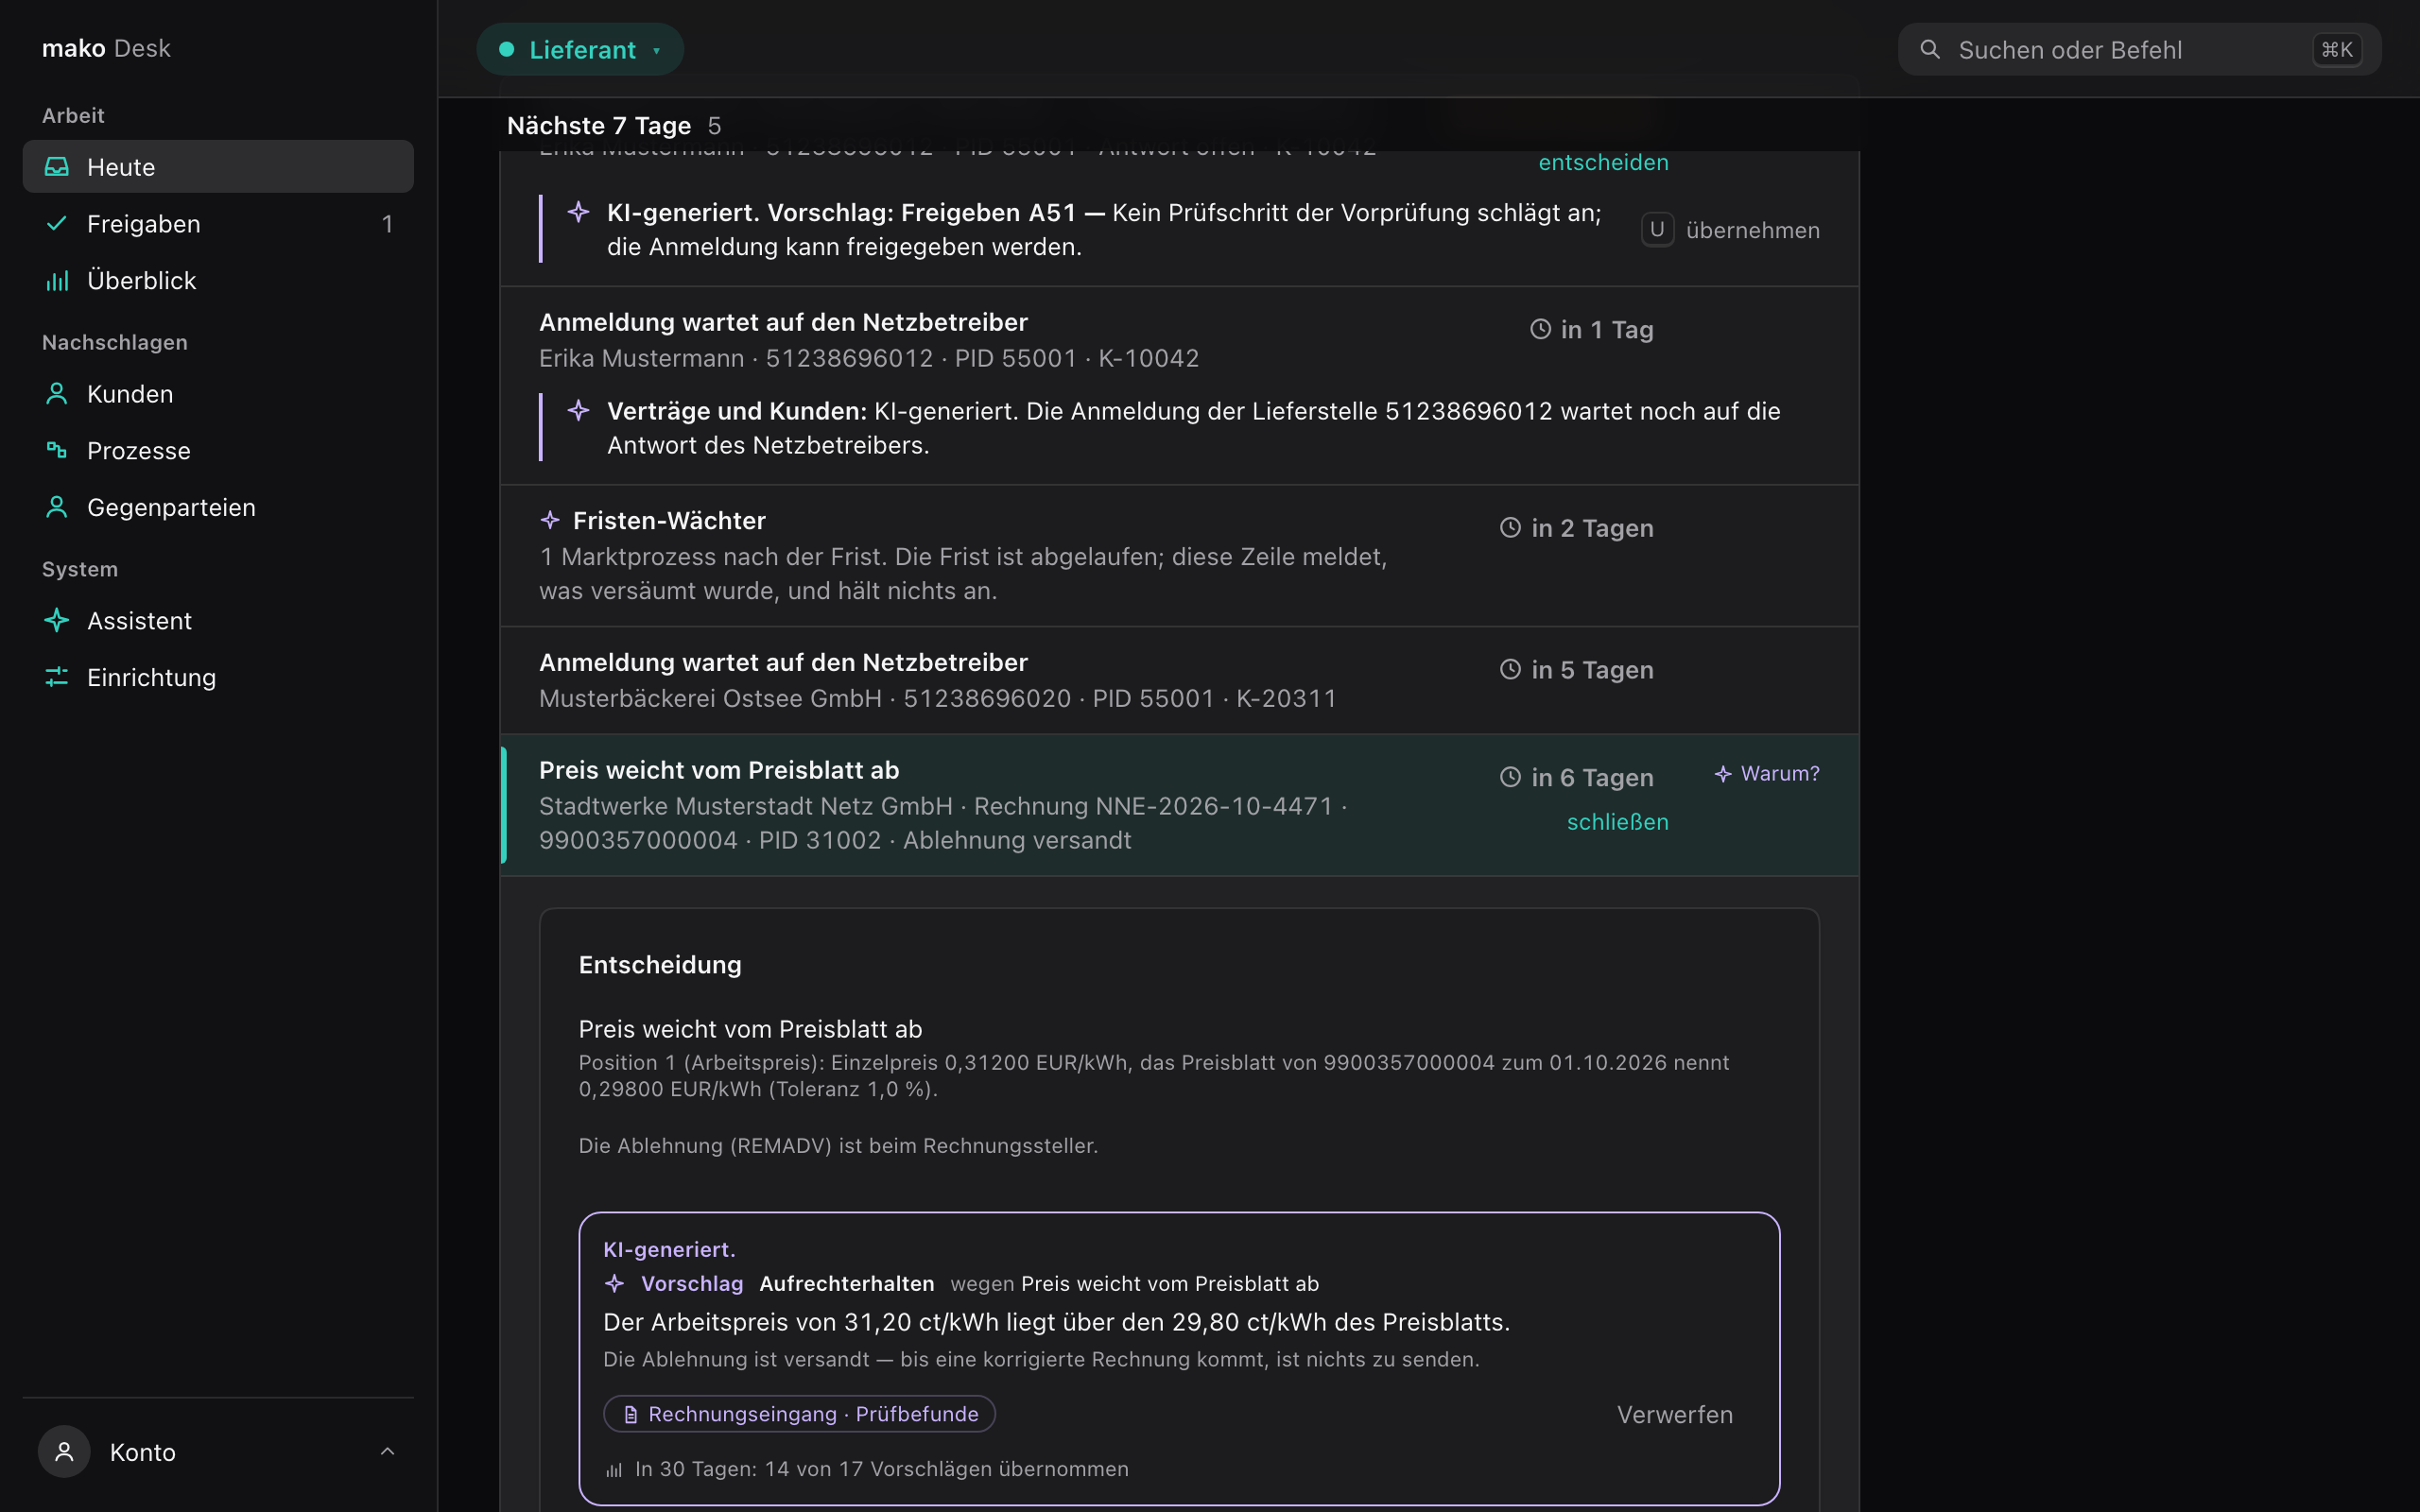 mako Desk
Arbeit
Heute
Freigaben 1
Überblick
Nachschlagen
Kunden
Prozesse
Gegenparteien
System
Assistent
Einrichtung
Konto
Lieferant
Suchen oder Befehl ⌘K
Nächste 7 Tage 5
Erika Mustermann · 51238696012 · PID 55001 · Antwort offen · K-10042
entscheiden
KI-generiert. Vorschlag: Freigeben A51 — Kein Prüfschritt der Vorprüfung schlägt an;
die Anmeldung kann freigegeben werden.
U übernehmen
Anmeldung wartet auf den Netzbetreiber
in 1 Tag
Erika Mustermann · 51238696012 · PID 55001 · K-10042
Verträge und Kunden: KI-generiert. Die Anmeldung der Lieferstelle 51238696012 wartet noch auf die
Antwort des Netzbetreibers.
Fristen-Wächter
in 2 Tagen
1 Marktprozess nach der Frist. Die Frist ist abgelaufen; diese Zeile meldet,
was versäumt wurde, und hält nichts an.
Anmeldung wartet auf den Netzbetreiber
in 5 Tagen
Musterbäckerei Ostsee GmbH · 51238696020 · PID 55001 · K-20311
Preis weicht vom Preisblatt ab
in 6 Tagen
Warum?
Stadtwerke Musterstadt Netz GmbH · Rechnung NNE-2026-10-4471 ·
9900357000004 · PID 31002 · Ablehnung versandt
schließen
Entscheidung
Preis weicht vom Preisblatt ab
Position 1 (Arbeitspreis): Einzelpreis 0,31200 EUR/kWh, das Preisblatt von 9900357000004 zum 01.10.2026 nennt
0,29800 EUR/kWh (Toleranz 1,0 %).
Die Ablehnung (REMADV) ist beim Rechnungssteller.
KI-generiert.
Vorschlag Aufrechterhalten wegen Preis weicht vom Preisblatt ab
Der Arbeitspreis von 31,20 ct/kWh liegt über den 29,80 ct/kWh des Preisblatts.
Die Ablehnung ist versandt — bis eine korrigierte Rechnung kommt, ist nichts zu senden.
Rechnungseingang · Prüfbefunde
Verwerfen
In 30 Tagen: 14 von 17 Vorschlägen übernommen